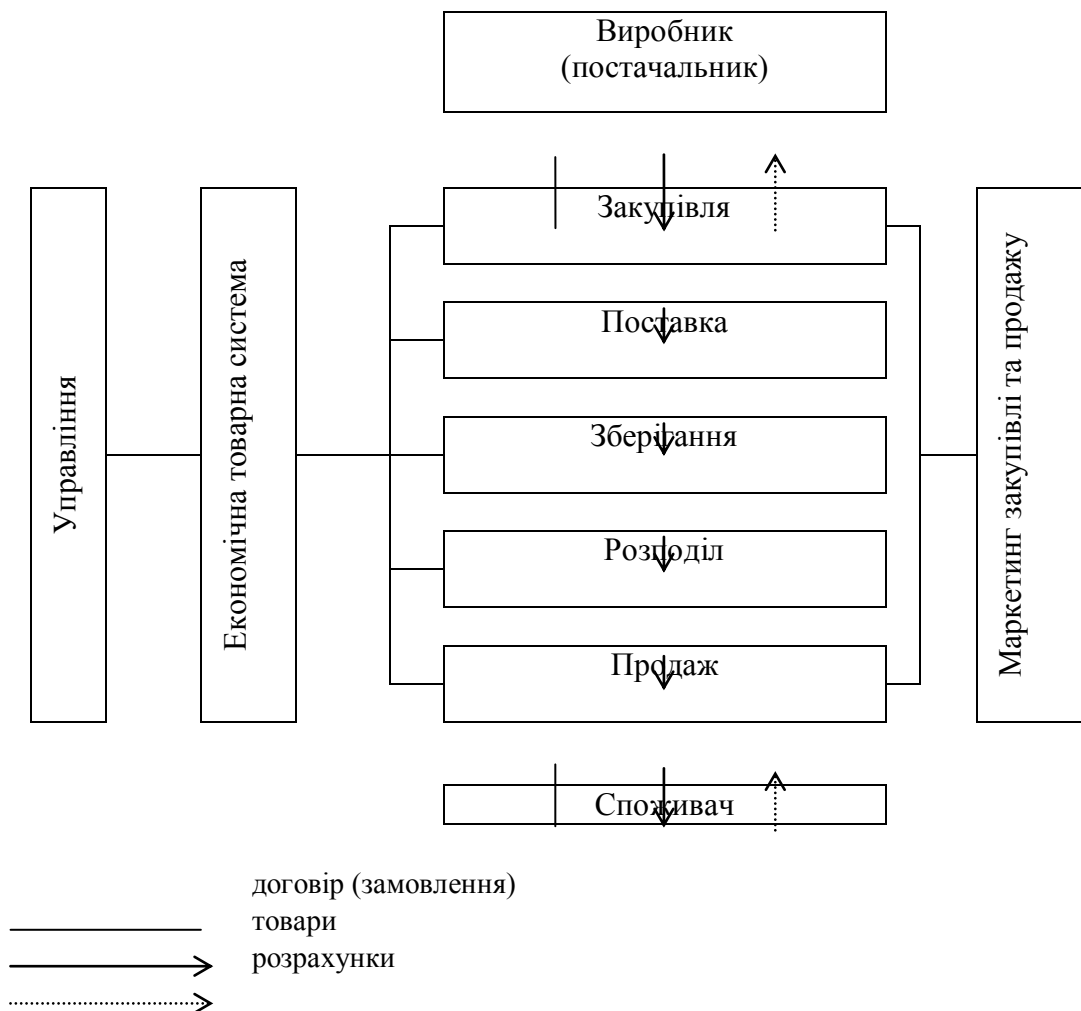 Виробник
(постачальник)
Закупівля
Поставка
Зберігання
Розподіл
Продаж
Споживач
Управління
Економічна товарна система
Маркетинг закупівлі та продажу
договір (замовлення)
товари
розрахунки